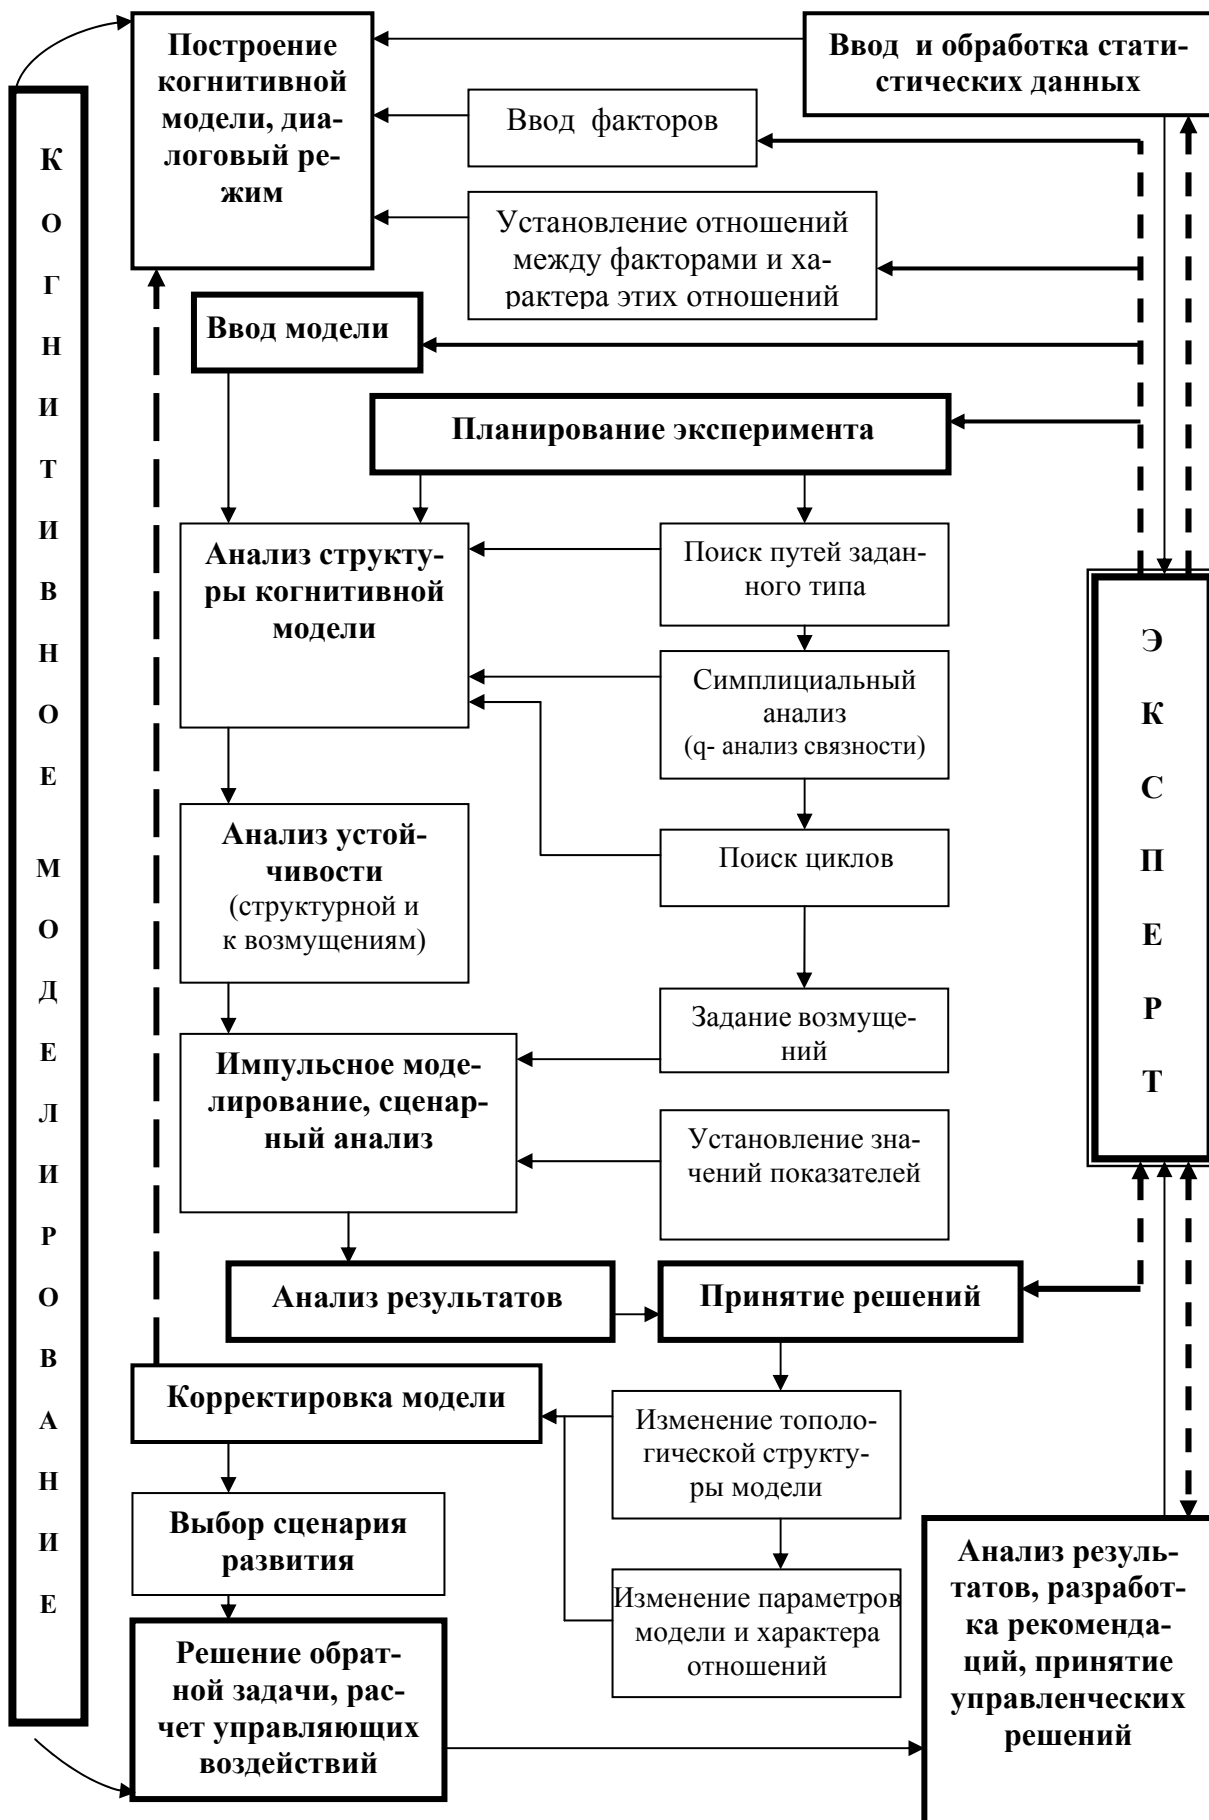 Построение
когнитивной
модели, диа-
логовый ре-
жим
Ввод и обработка стати-
стических данных
Ввод факторов
Установление отношений
между факторами и ха-
рактера этих отношений
Ввод модели
Планирование эксперимента
Анализ структу-
ры когнитивной
модели
Поиск путей задан-
ного типа
Симплициальный
анализ
(q- анализ связности)
Поиск циклов
Анализ устой-
чивости
(структурной и
к возмущениям)
Задание возмуще-
ний
Импульсное моде-
лирование, сценар-
ный анализ
Установление зна-
чений показателей
Анализ результатов
Принятие решений
Корректировка модели
Изменение тополо-
гической структу-
ры модели
Выбор сценария
развития
Изменение параметров
модели и характера
отношений
Решение обрат-
ной задачи, рас-
чет управляющих
воздействий
Анализ резуль-
татов, разработ-
ка рекоменда-
ций, принятие
управленческих
решений
КОГНИТИВНОЕ МОДЕЛИРОВАНИЕ
ЭКСПЕРТ